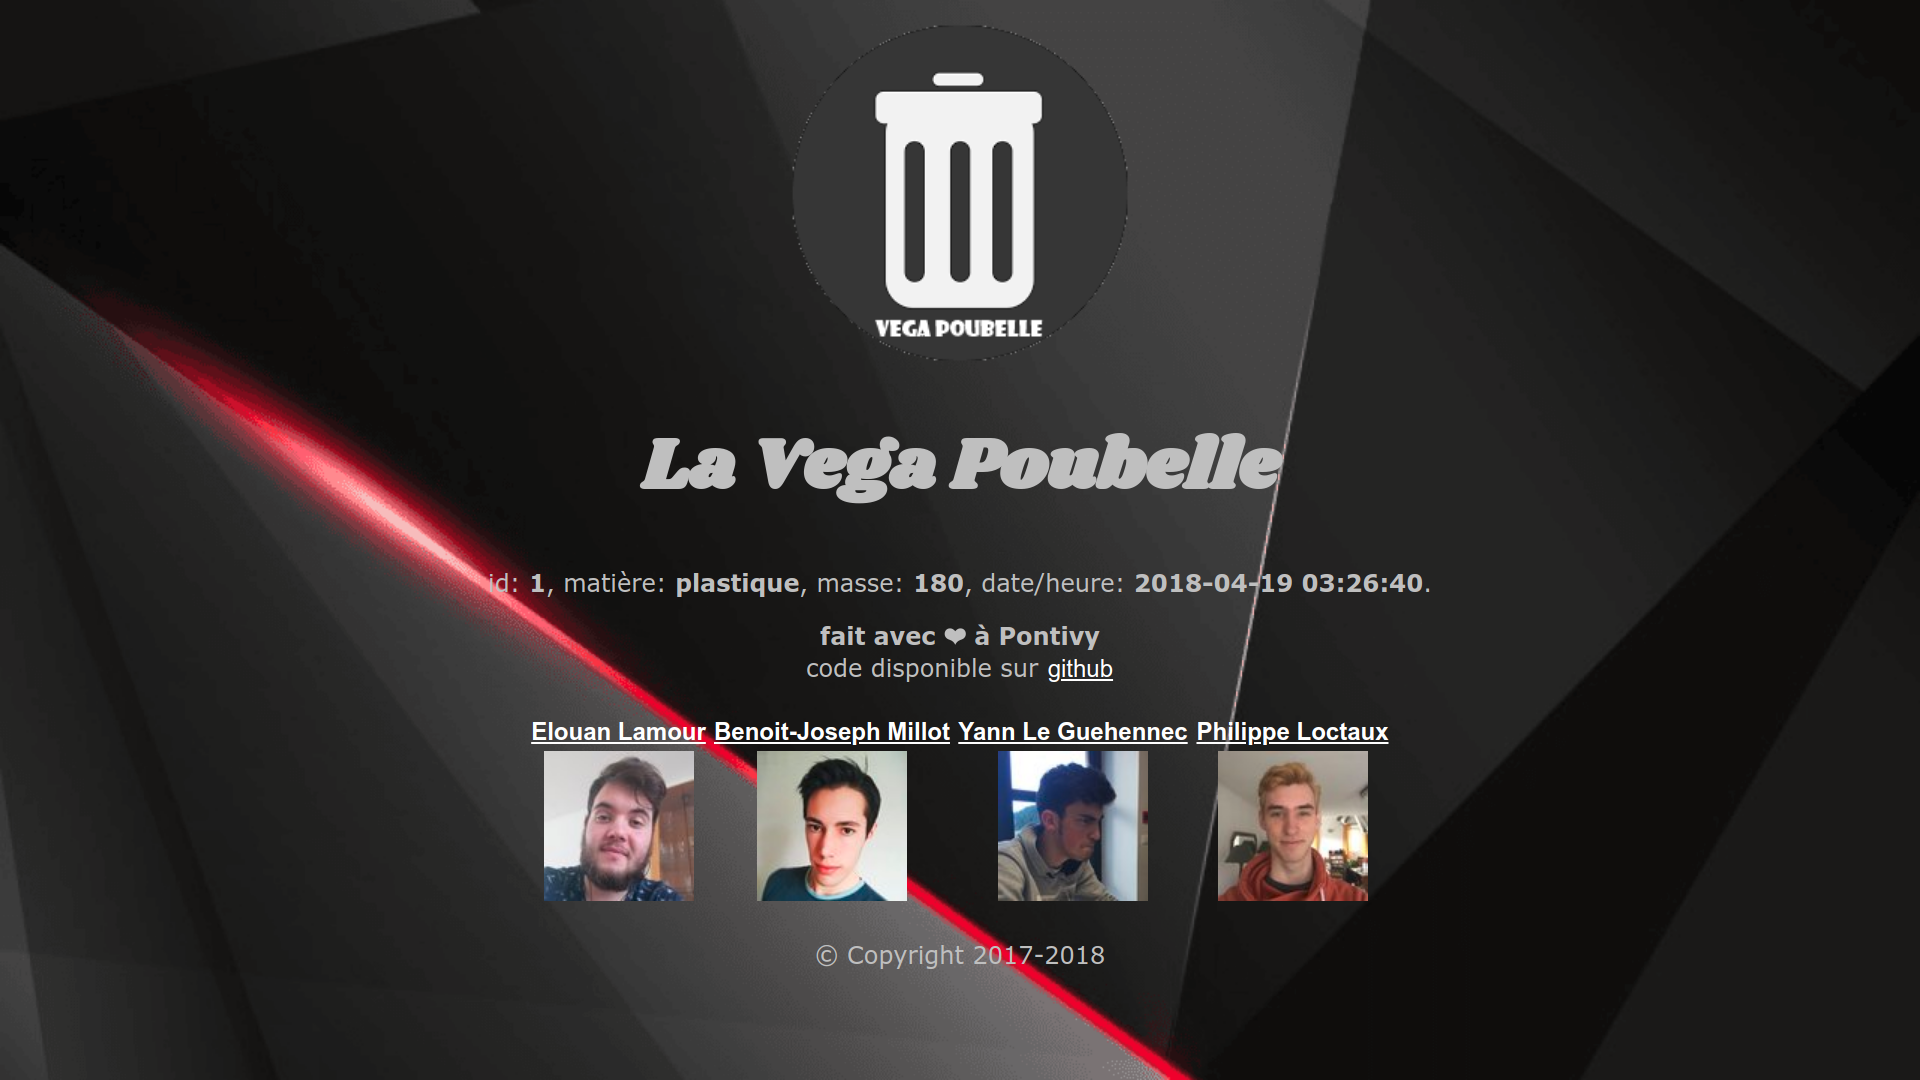 VEGA POUBELLE
La Vega Poubelle
id: 1, matière: plastique, masse: 180, date/heure: 2018-04-19 03:26:40.
fait avec ❤ à Pontivy
code disponible sur github
Elouan Lamour Benoit-Joseph Millot Yann Le Guehennec Philippe Loctaux
© Copyright 2017-2018